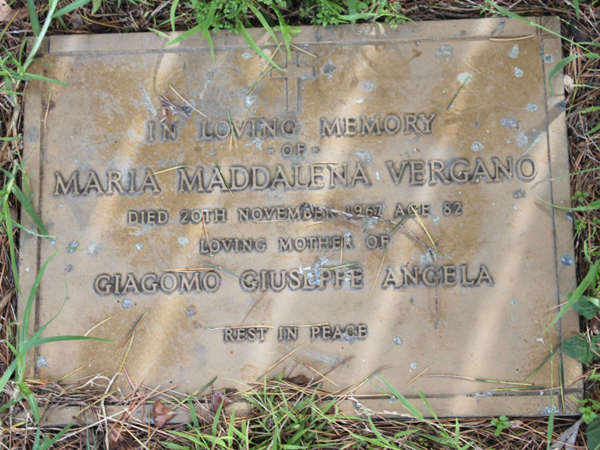 IN LOVING MEMORY
- OF -
MARIA MADDALENA VERGANO
DIED 20TH NOVEMBER 1967 AGE 82
LOVING MOTHER OF
GIAGOMO GIUSEPPE ANGELA
REST IN PEACE